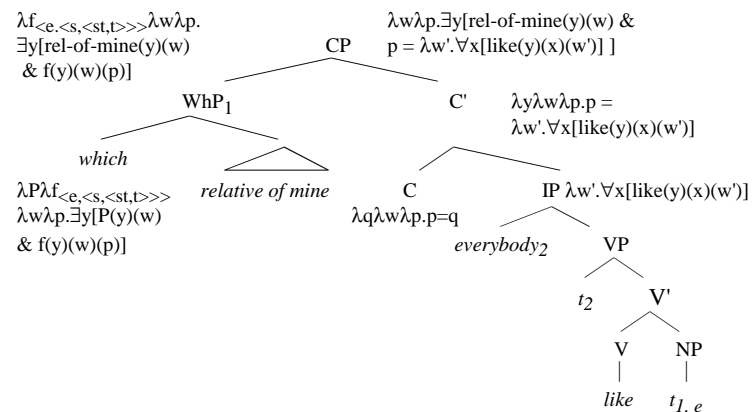 λf<e.<s,<st,t>>>λwλp.
∃y[rel-of-mine(y)(w)
& f(y)(w)(p)]
CP
λwλp.∃y[rel-of-mine(y)(w) &
p = λw'.∀x[like(y)(x)(w')] ]
WhP1
C'
λyλwλp.p =
λw'.∀x[like(y)(x)(w')]
which
relative of mine
C
IP λw'.∀x[like(y)(x)(w')]
λPλf<e,<s,<st,t>>>
λwλp.∃y[P(y)(w)
& f(y)(w)(p)]
λqλwλp.p=q
everybody2
VP
t2
V'
V
NP
like
t1, e